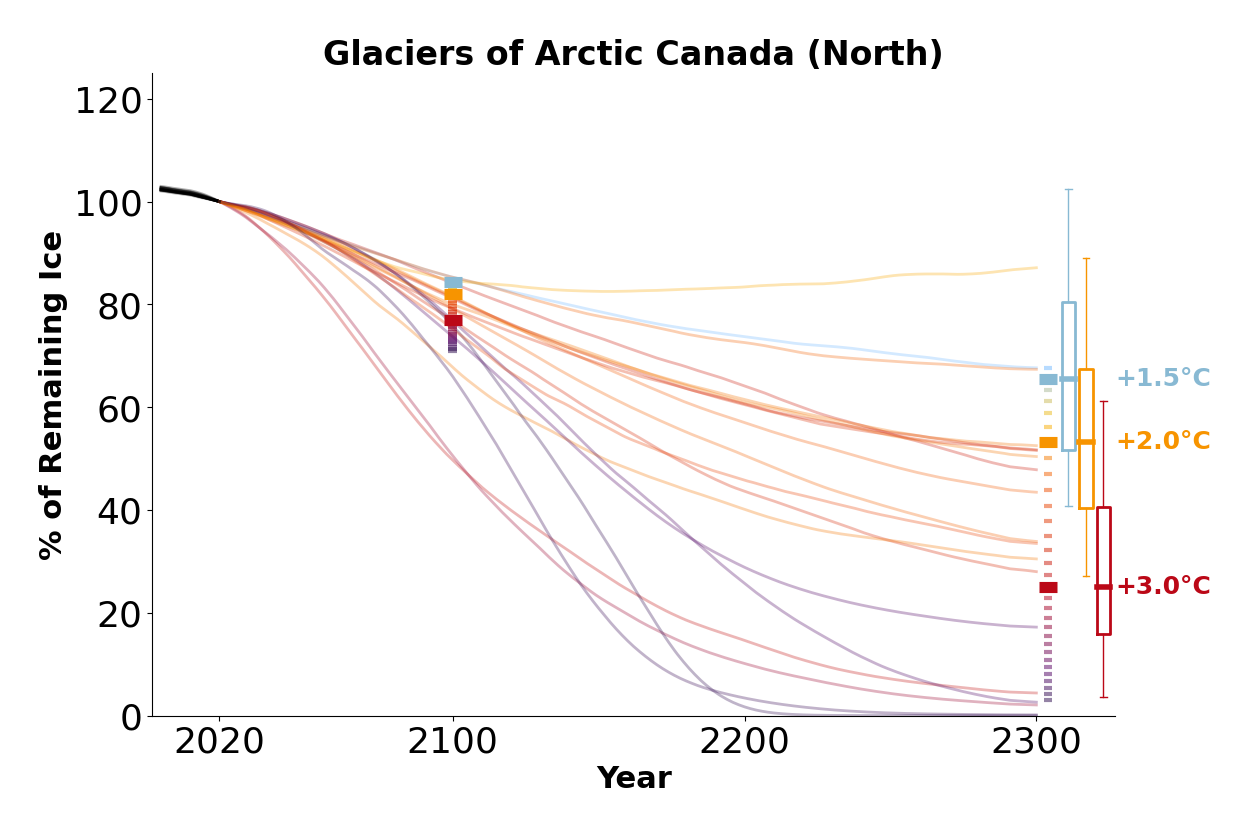 Glaciers of Arctic Canada (North)
% of Remaining Ice
120
100
80
60
40
20
0
+1.5°C
+2.0°C
+3.0°C
2020 2100 2200 2300
Year